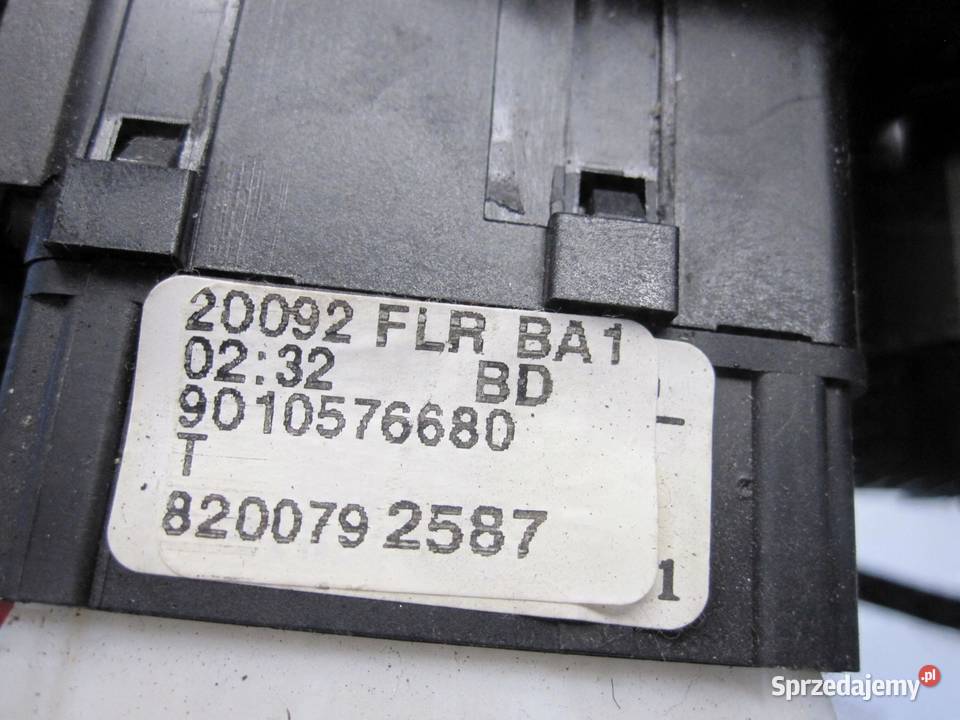 20092 FLR BA1
02:32 BD
9010576680
T
8200792587
1
Sprzedajemy.pl